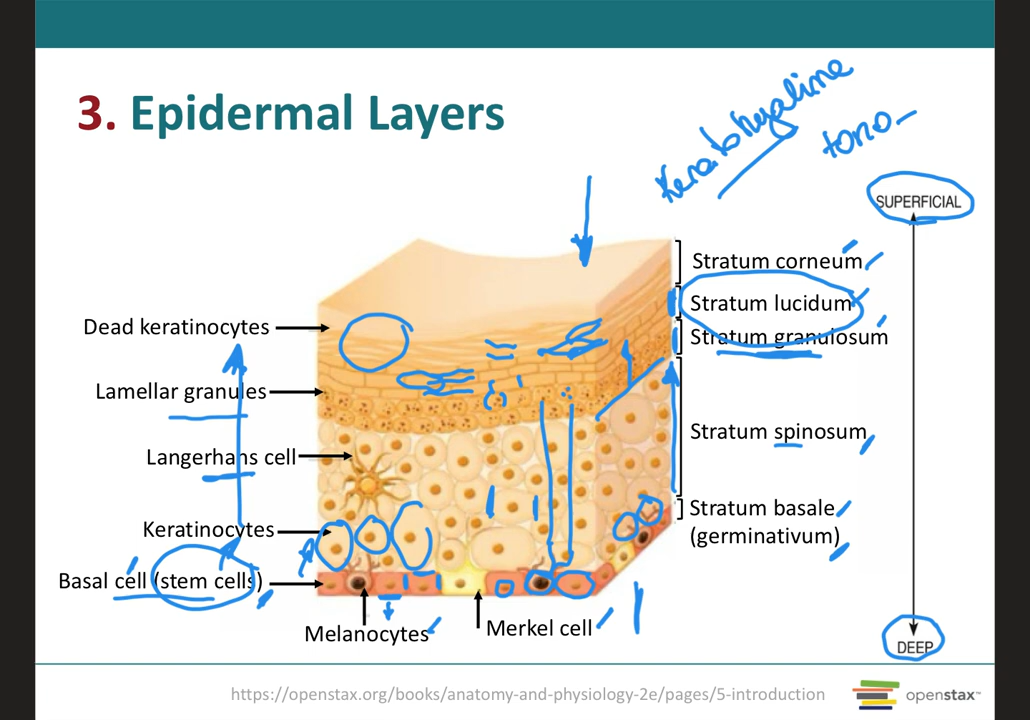 3. Epidermal Layers
Keratohyaline
tono-
SUPERFICIAL
Stratum corneum
Stratum lucidum
Stratum granulosum
Stratum spinosum
Stratum basale
(germinativum)
DEEP
Dead keratinocytes
Lamellar granules
Langerhans cell
Keratinocytes
Basal cell (stem cells)
Melanocytes
Merkel cell
https://openstax.org/books/anatomy-and-physiology-2e/pages/5-introduction
openstax™